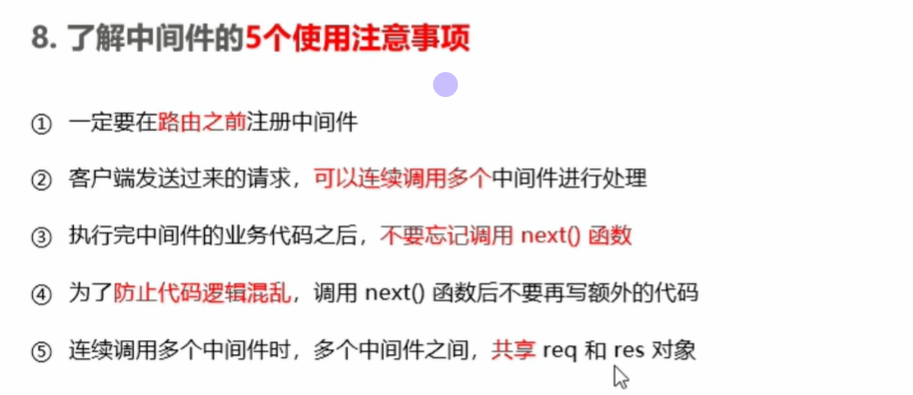 8. 了解中间件的5个使用注意事项
① 一定要在路由之前注册中间件
② 客户端发送过来的请求，可以连续调用多个中间件进行处理
③ 执行完中间件的业务代码之后，不要忘记调用 next() 函数
④ 为了防止代码逻辑混乱，调用 next() 函数后不要再写额外的代码
⑤ 连续调用多个中间件时，多个中间件之间，共享 req 和 res 对象